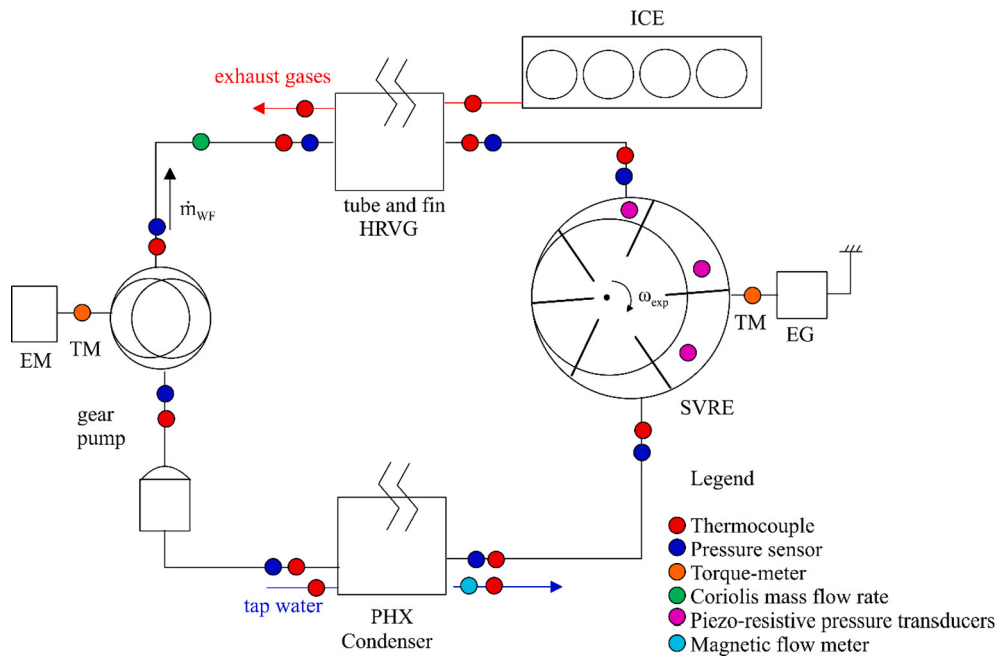 ICE
exhaust gases
tube and fin
HRVG
ṁWF
ωexp
EM
TM
TM
EG
gear
pump
SVRE
tap water
PHX
Condenser
Legend
Thermocouple
Pressure sensor
Torque-meter
Coriolis mass flow rate
Piezo-resistive pressure transducers
Magnetic flow meter